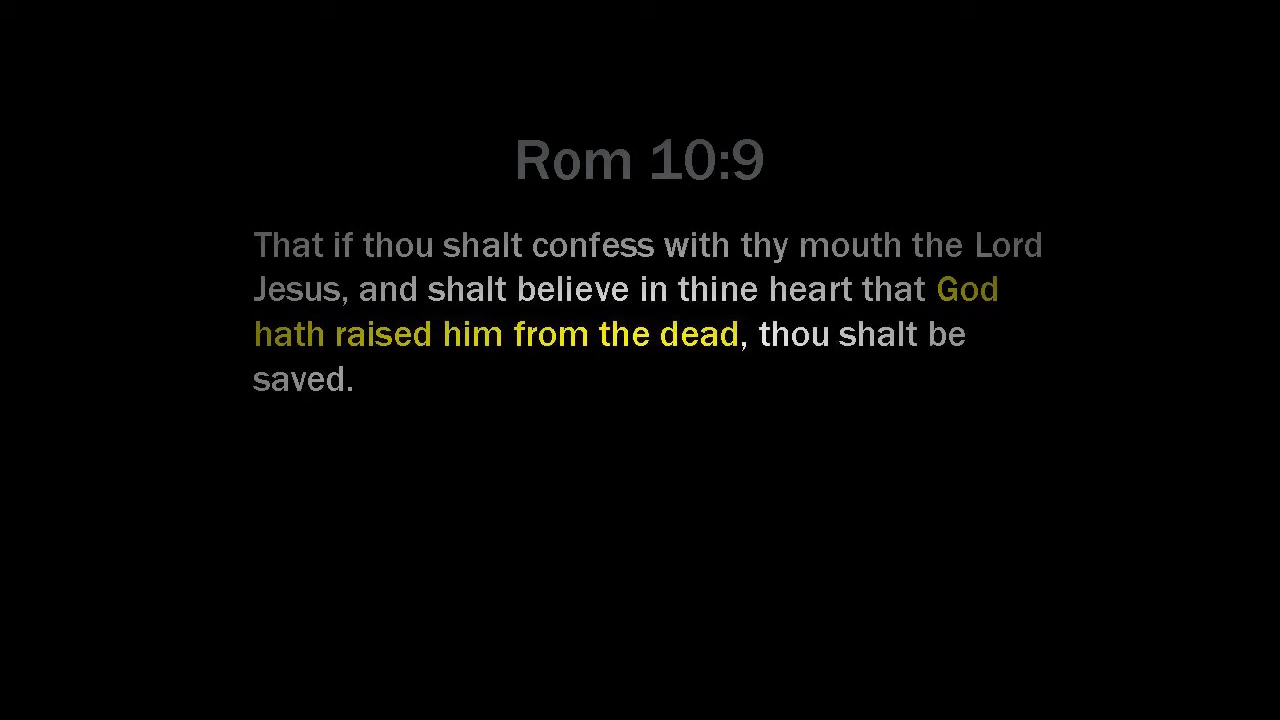 Rom 10:9
That if thou shalt confess with thy mouth the Lord
Jesus, and shalt believe in thine heart that God
hath raised him from the dead, thou shalt be
saved.